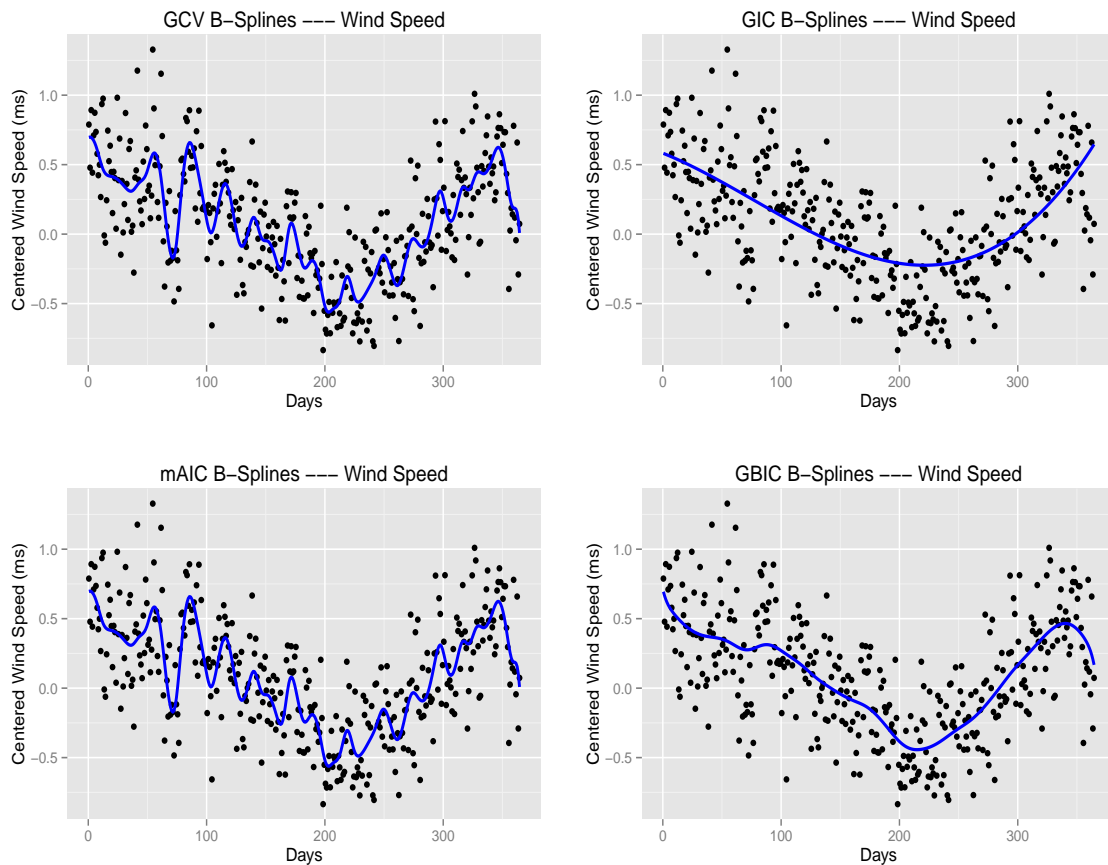 GCV B−Splines −−− Wind Speed
Centered Wind Speed (ms)
1.0
0.5
0.0
−0.5
0 100 200 300
Days
GIC B−Splines −−− Wind Speed
Centered Wind Speed (ms)
1.0
0.5
0.0
−0.5
0 100 200 300
Days
mAIC B−Splines −−− Wind Speed
Centered Wind Speed (ms)
1.0
0.5
0.0
−0.5
0 100 200 300
Days
GBIC B−Splines −−− Wind Speed
Centered Wind Speed (ms)
1.0
0.5
0.0
−0.5
0 100 200 300
Days